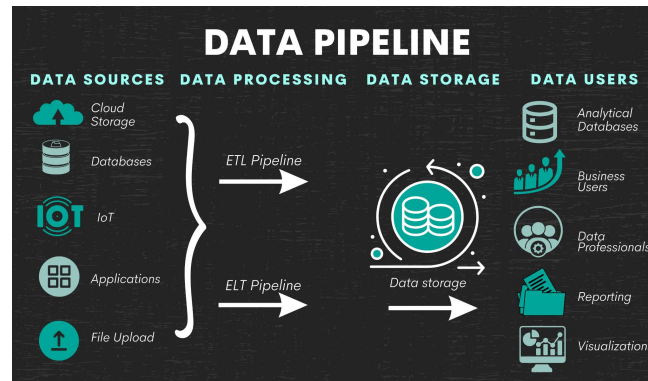 DATA PIPELINE
DATA SOURCES
DATA PROCESSING
DATA STORAGE
DATA USERS
Cloud
Storage
Databases
IOT
IoT
Applications
File Upload
ETL Pipeline
ELT Pipeline
Data storage
Analytical
Databases
Business
Users
Data
Professionals
Reporting
Visualization